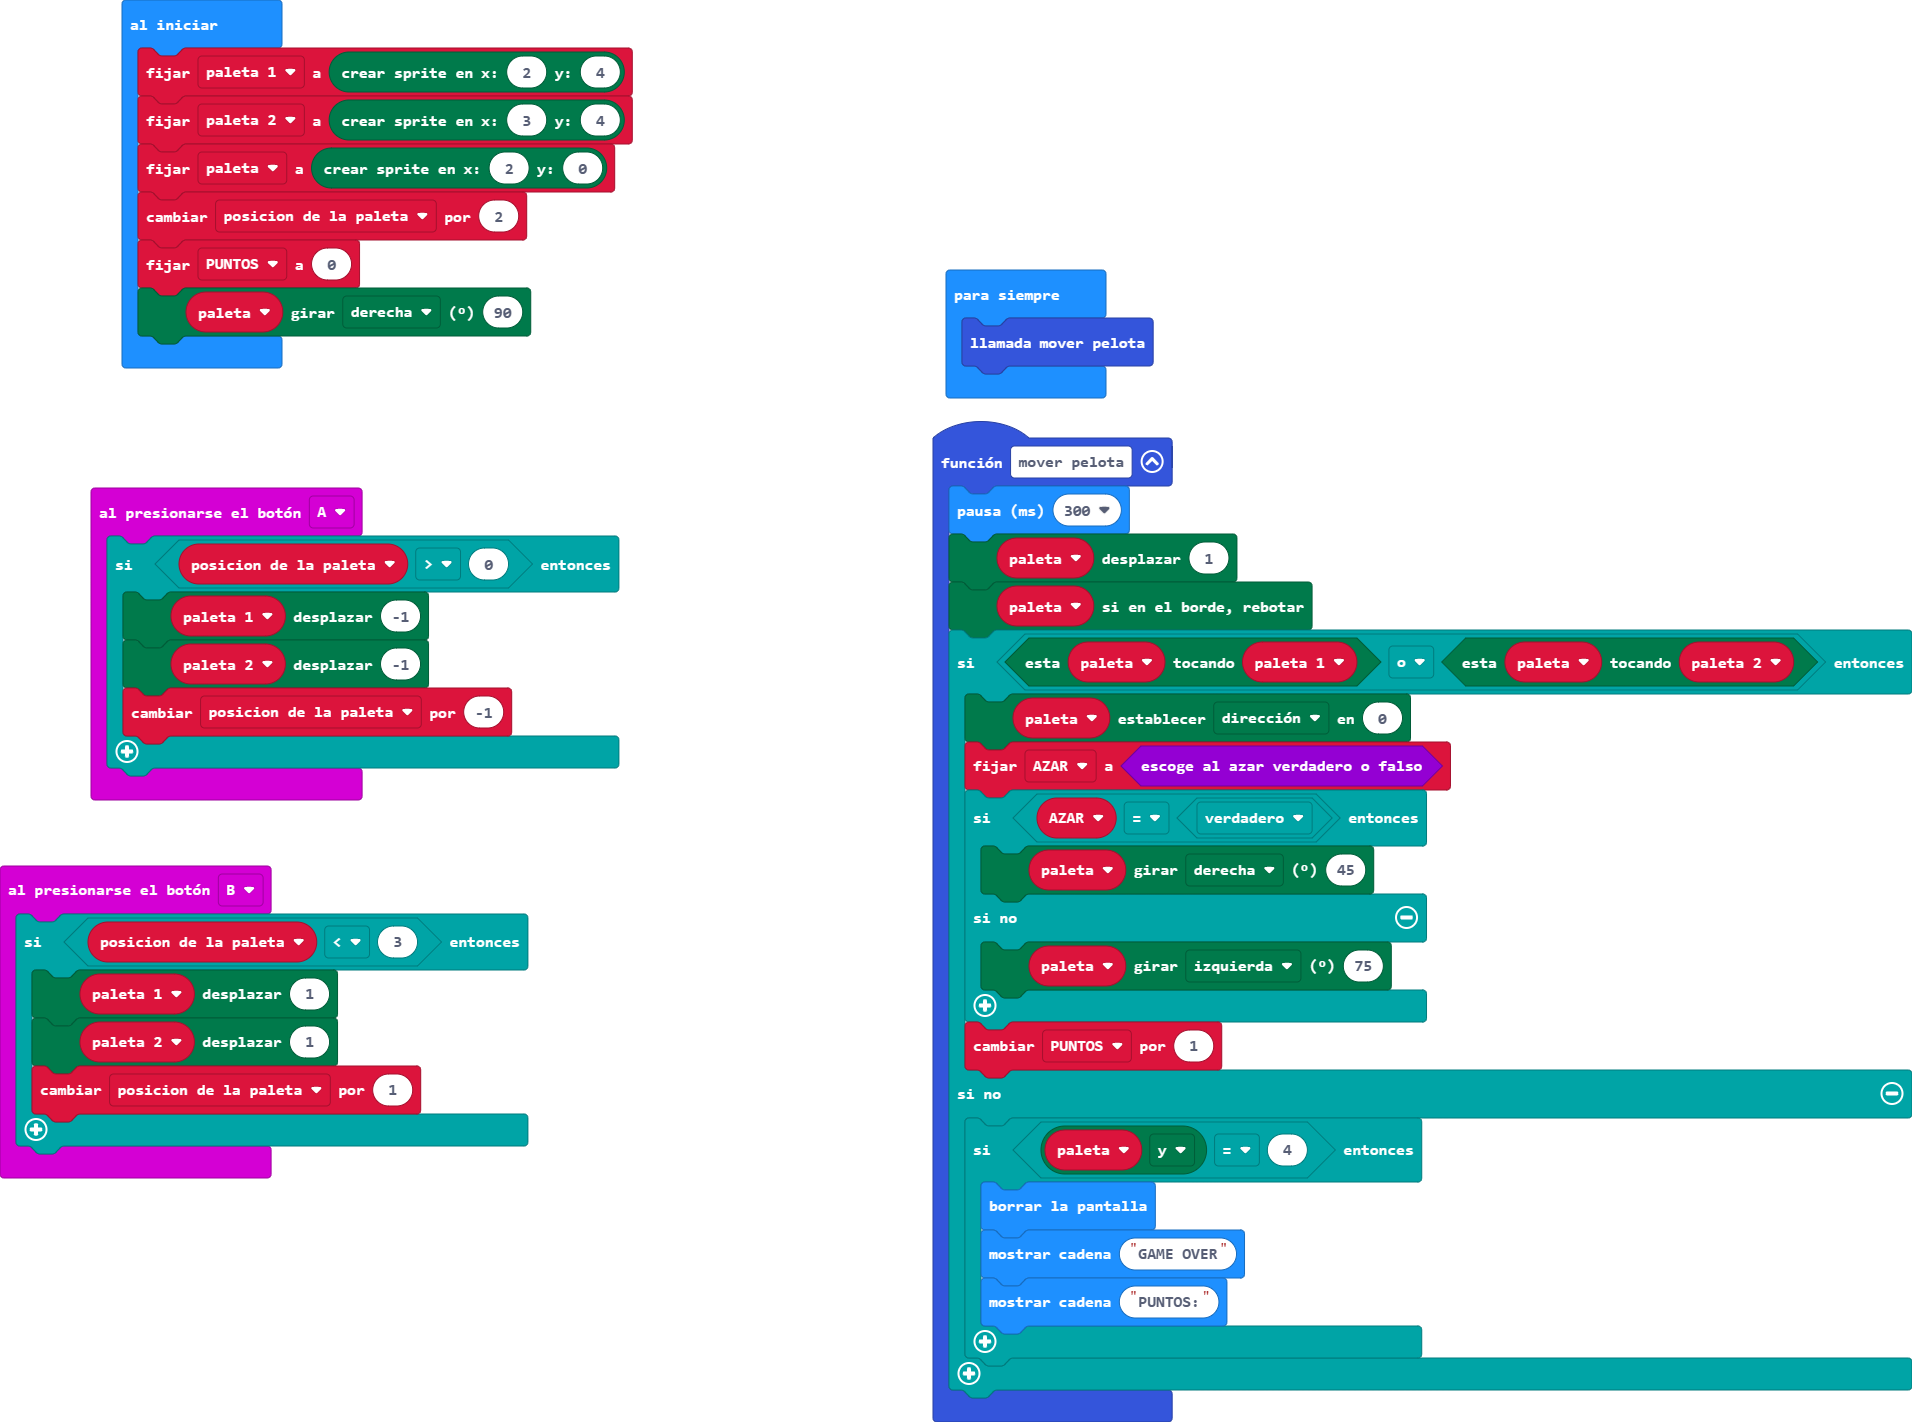 al iniciar
fijar paleta 1 a crear sprite en x: 2 y: 4
fijar paleta 2 a crear sprite en x: 3 y: 4
fijar paleta a crear sprite en x: 2 y: 0
cambiar posicion de la paleta por 2
fijar PUNTOS a 0
paleta girar derecha (º) 90
al presionarse el botón A
si posicion de la paleta > 0 entonces
paleta 1 desplazar -1
paleta 2 desplazar -1
cambiar posicion de la paleta por -1
al presionarse el botón B
si posicion de la paleta < 3 entonces
paleta 1 desplazar 1
paleta 2 desplazar 1
cambiar posicion de la paleta por 1
para siempre
llamada mover pelota
función mover pelota
pausa (ms) 300
paleta desplazar 1
paleta si en el borde, rebotar
si esta paleta tocando paleta 1 o esta paleta tocando paleta 2 entonces
paleta establecer dirección en 0
fijar AZAR a escoge al azar verdadero o falso
si AZAR = verdadero entonces
paleta girar derecha (º) 45
si no
paleta girar izquierda (º) 75
cambiar PUNTOS por 1
si no
si paleta y = 4 entonces
borrar la pantalla
mostrar cadena "GAME OVER"
mostrar cadena "PUNTOS:"